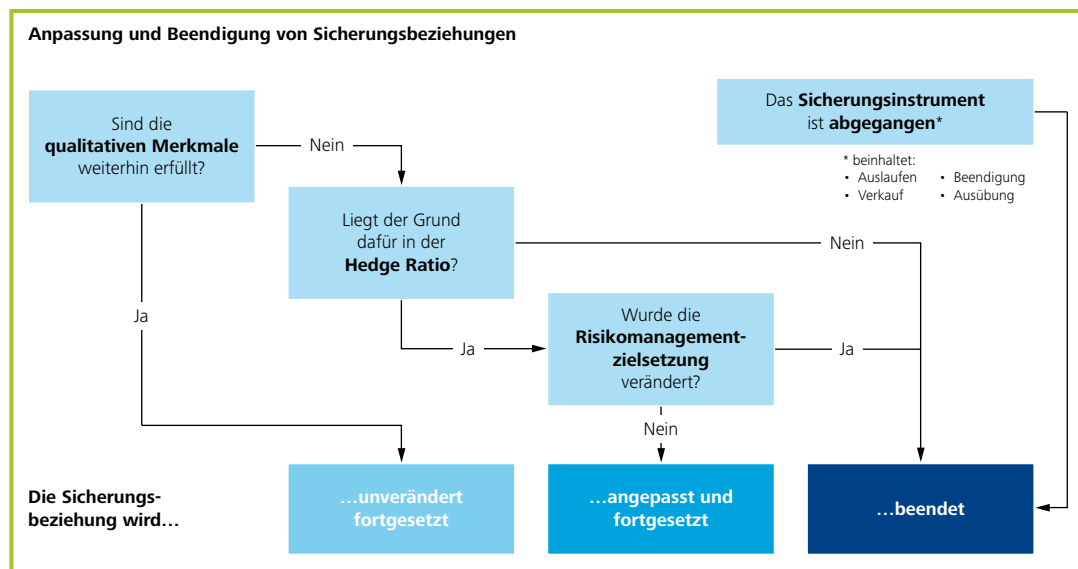 Anpassung und Beendigung von Sicherungsbeziehungen
Sind die
qualitativen Merkmale
weiterhin erfüllt?
Nein
Das Sicherungsinstrument
ist abgegangen*
* beinhaltet:
• Auslaufen • Beendigung
• Verkauf • Ausübung
Liegt der Grund
dafür in der
Hedge Ratio?
Nein
Ja
Ja
Wurde die
Risikomanagement-
zielsetzung
verändert?
Ja
Nein
Die Sicherungs-
beziehung wird…
…unverändert
fortgesetzt
…angepasst und
fortgesetzt
…beendet